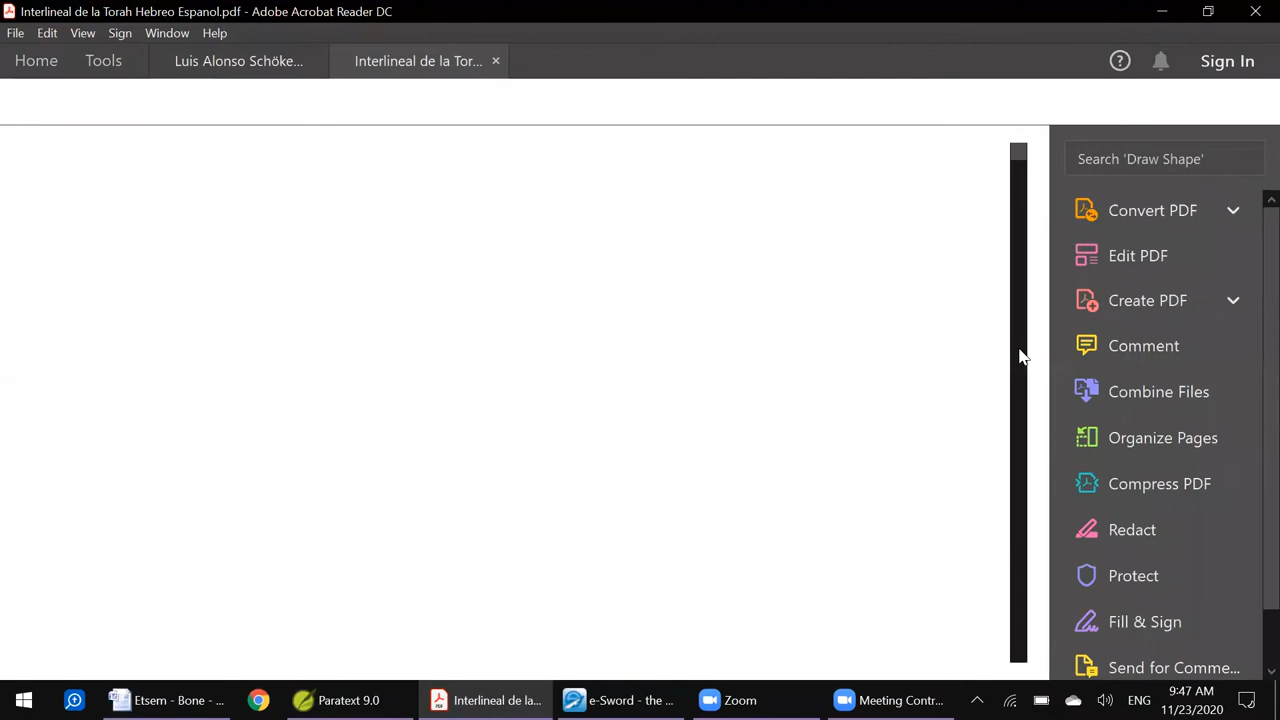 Interlineal de la Torah Hebreo Espanol.pdf - Adobe Acrobat Reader DC
File Edit View Sign Window Help
Home Tools Luis Alonso Schöke... Interlineal de la Tor... × Sign In
Search 'Draw Shape'
Convert PDF
Edit PDF
Create PDF
Comment
Combine Files
Organize Pages
Compress PDF
Redact
Protect
Fill & Sign
Send for Comme...
Etsem - Bone - ... Paratext 9.0 Interlineal de la... e-Sword - the ... Zoom Meeting Contr... ENG 9:47 AM
11/23/2020